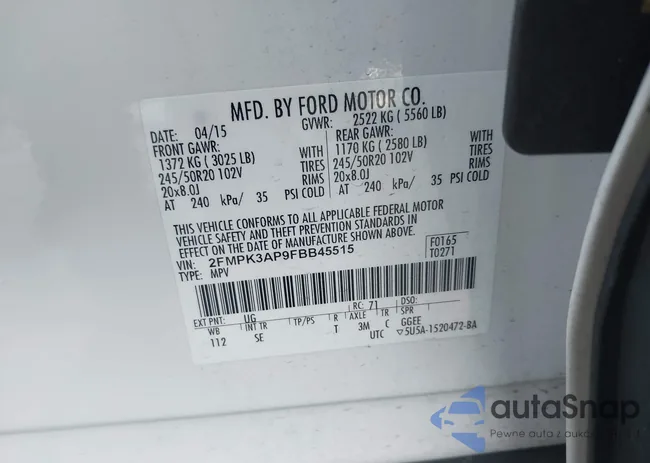 MFD. BY FORD MOTOR CO.
DATE: 04/15 GVWR: 2522 KG ( 5560 LB)
FRONT GAWR: REAR GAWR:
1372 KG ( 3025 LB) WITH 1170 KG ( 2580 LB) WITH
245/50R20 102V TIRES 245/50R20 102V TIRES
20x8.0J RIMS 20x8.0J RIMS
AT 240 kPa/ 35 PSI COLD AT 240 kPa/ 35 PSI COLD
THIS VEHICLE CONFORMS TO ALL APPLICABLE FEDERAL MOTOR
VEHICLE SAFETY AND THEFT PREVENTION STANDARDS IN
EFFECT ON THE DATE OF MANUFACTURE SHOWN ABOVE.
VIN: 2FMPK3AP9FBB45515 F0165
TYPE: MPV T0271
EXT PNT: UG RC: 71 DSO:
WB INT TR TP/PS R AXLE TR SPR
112 SE T 3M C GGEE
UTC ▽5U5A-1520472-BA
autoSnap
Pewne auto z aukcji